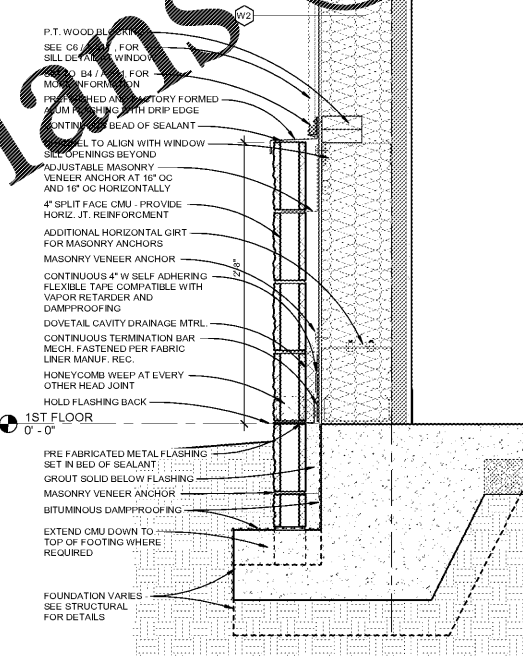 W2
P.T. WOOD BLOCKING
SEE C6 / FOR
SILL DETAIL AT WINDOW
B4 / FOR
MORE INFORMATION
PREFINISHED AND FACTORY FORMED
ALUM FLASHING WITH DRIP EDGE
CONTINUOUS BEAD OF SEALANT
TO ALIGN WITH WINDOW
SILL OPENINGS BEYOND
ADJUSTABLE MASONRY
VENEER ANCHOR AT 16" OC
AND 16" OC HORIZONTALLY
4" SPLIT FACE CMU - PROVIDE
HORIZ. JT. REINFORCMENT
ADDITIONAL HORIZONTAL GIRT
FOR MASONRY ANCHORS
MASONRY VENEER ANCHOR
CONTINUOUS 4" W SELF ADHERING
FLEXIBLE TAPE COMPATIBLE WITH
VAPOR RETARDER AND
DAMPPROOFING
DOVETAIL CAVITY DRAINAGE MTRL.
CONTINUOUS TERMINATION BAR
MECH. FASTENED PER FABRIC
LINER MANUF. REC.
HONEYCOMB WEEP AT EVERY
OTHER HEAD JOINT
HOLD FLASHING BACK
1ST FLOOR
0' - 0"
PRE FABRICATED METAL FLASHING
SET IN BED OF SEALANT
GROUT SOLID BELOW FLASHING
MASONRY VENEER ANCHOR
BITUMINOUS DAMPPROOFING
EXTEND CMU DOWN TO
TOP OF FOOTING WHERE
REQUIRED
FOUNDATION VARIES
SEE STRUCTURAL
FOR DETAILS